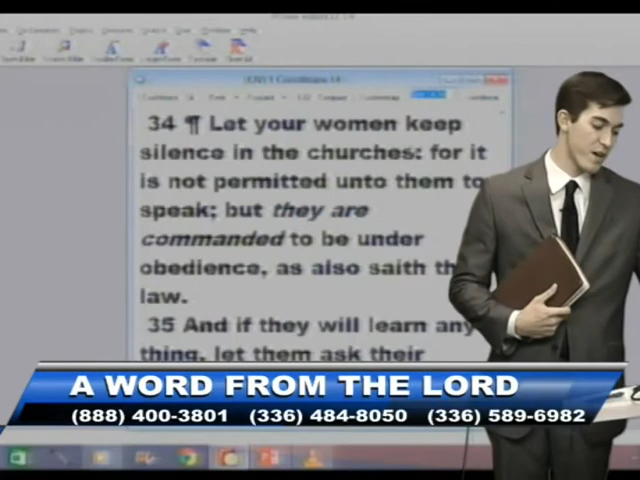 34 ¶ Let your women keep
silence in the churches: for it
is not permitted unto them to
speak; but they are
commanded to be under
obedience, as also saith th
law.
35 And if they will learn any
thing, let them ask their
A WORD FROM THE LORD
(888) 400-3801 (336) 484-8050 (336) 589-6982